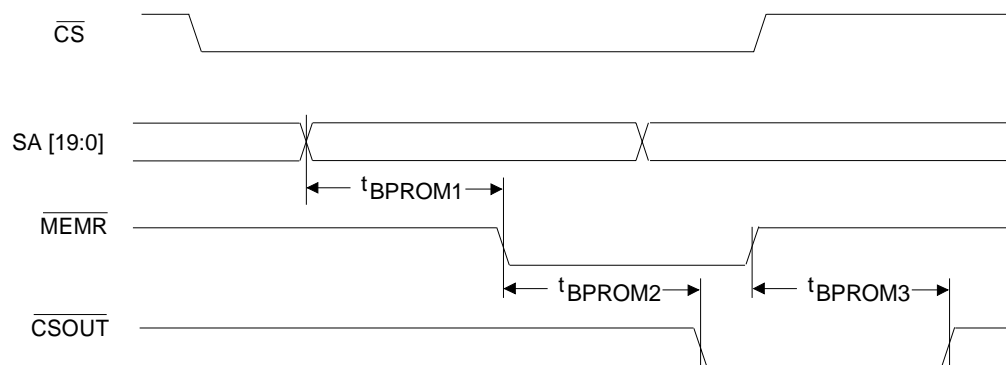 CS
SA [19:0]
tBPROM1
MEMR
tBPROM2
tBPROM3
CSOUT